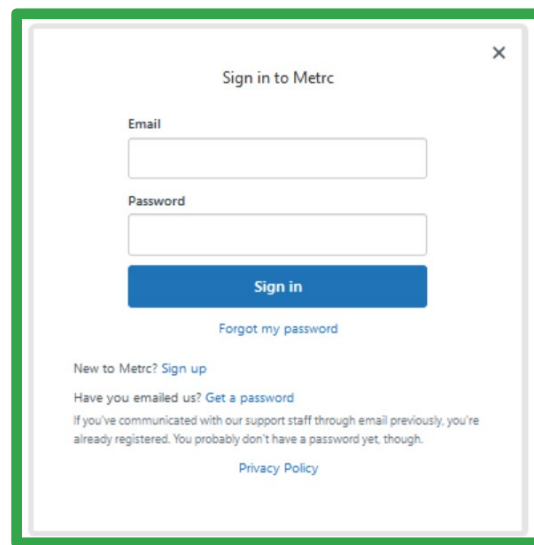 Sign in to Metrc
Email
Password
Sign in
Forgot my password
New to Metrc? Sign up
Have you emailed us? Get a password
If you've communicated with our support staff through email previously, you're
already registered. You probably don't have a password yet, though.
Privacy Policy